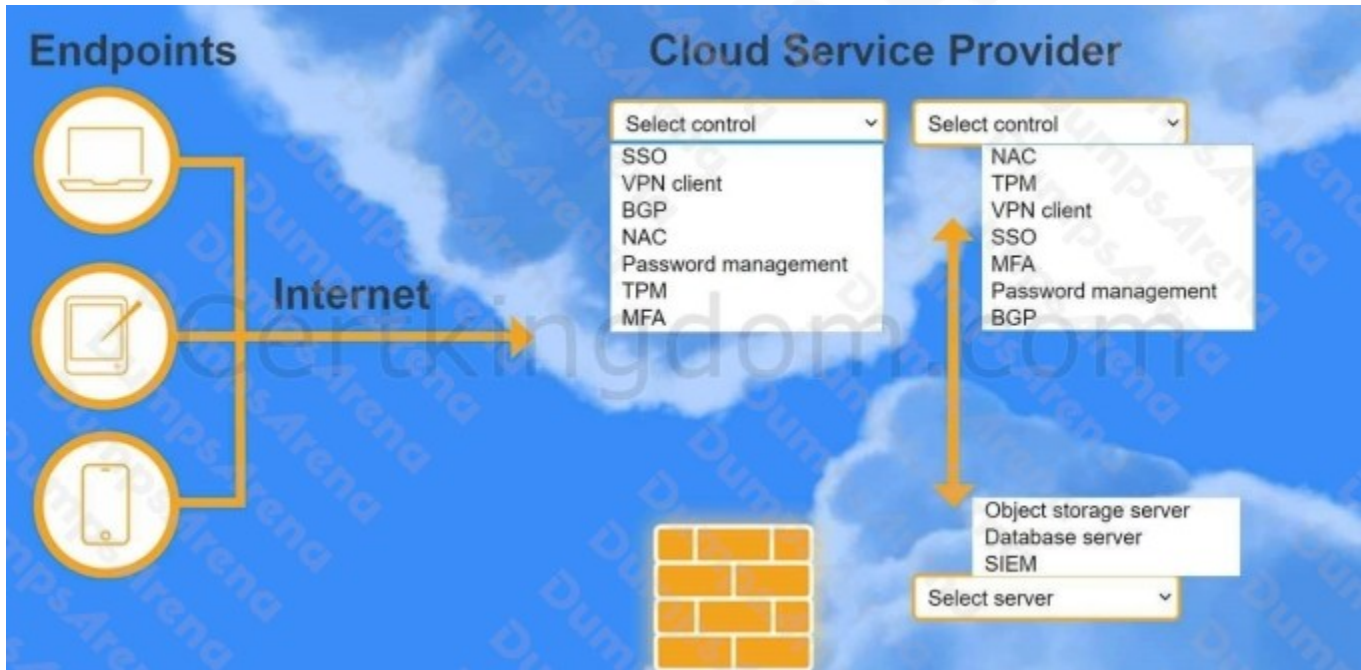 Endpoints
Cloud Service Provider
Select control
SSO
VPN client
BGP
NAC
Password management
TPM
MFA
Select control
NAC
TPM
VPN client
SSO
MFA
Password management
BGP
Internet
Certkingdom.com
Object storage server
Database server
SIEM
Select server
DumpsArena